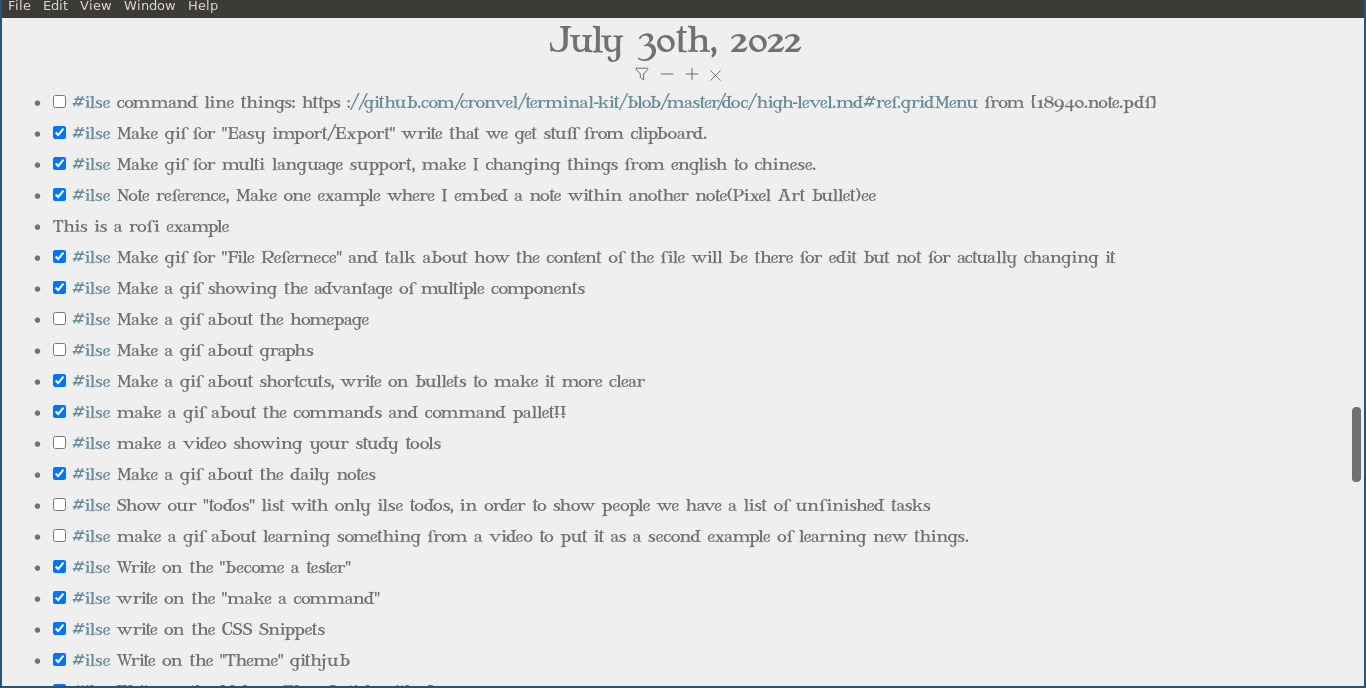 File Edit View Window Help
July 30th, 2022
#ilse command line things: https ://github.com/cronvel/terminal-kit/blob/master/doc/high-level.md#ref.gridMenu from [18940.note.pdf]
#ilse Make gif for "Easy import/Export" write that we get stuff from clipboard.
#ilse Make gif for multi language support, make I changing things from english to chinese.
#ilse Note reference, Make one example where I embed a note within another note(Pixel Art bullet)ee
This is a rofi example
#ilse Make gif for "File Refernece" and talk about how the content of the file will be there for edit but not for actually changing it
#ilse Make a gif showing the advantage of multiple components
#ilse Make a gif about the homepage
#ilse Make a gif about graphs
#ilse Make a gif about shortcuts, write on bullets to make it more clear
#ilse make a gif about the commands and command pallet!!
#ilse make a video showing your study tools
#ilse Make a gif about the daily notes
#ilse Show our "todos" list with only ilse todos, in order to show people we have a list of unfinished tasks
#ilse make a gif about learning something from a video to put it as a second example of learning new things.
#ilse Write on the "become a tester"
#ilse write on the "make a command"
#ilse write on the CSS Snippets
#ilse Write on the "Theme" githjub